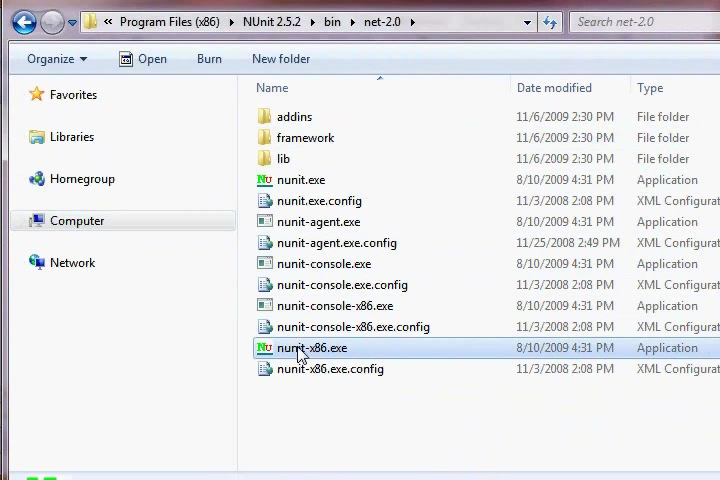 « Program Files (x86) NUnit 2.5.2 bin net-2.0 Search net-2.0
Organize Open Burn New folder
Name Date modified Type
Favorites
Libraries
Homegroup
Computer
Network
addins 11/6/2009 2:30 PM File folder
framework 11/6/2009 2:30 PM File folder
lib 11/6/2009 2:30 PM File folder
NU nunit.exe 8/10/2009 4:31 PM Application
nunit.exe.config 11/3/2008 2:08 PM XML Configurat
nunit-agent.exe 8/10/2009 4:31 PM Application
nunit-agent.exe.config 11/25/2008 2:49 PM XML Configurat
nunit-console.exe 8/10/2009 4:31 PM Application
nunit-console.exe.config 11/3/2008 2:08 PM XML Configurat
nunit-console-x86.exe 8/10/2009 4:31 PM Application
nunit-console-x86.exe.config 11/3/2008 2:08 PM XML Configurat
NU nunit-x86.exe 8/10/2009 4:31 PM Application
nunit-x86.exe.config 11/3/2008 2:08 PM XML Configurat